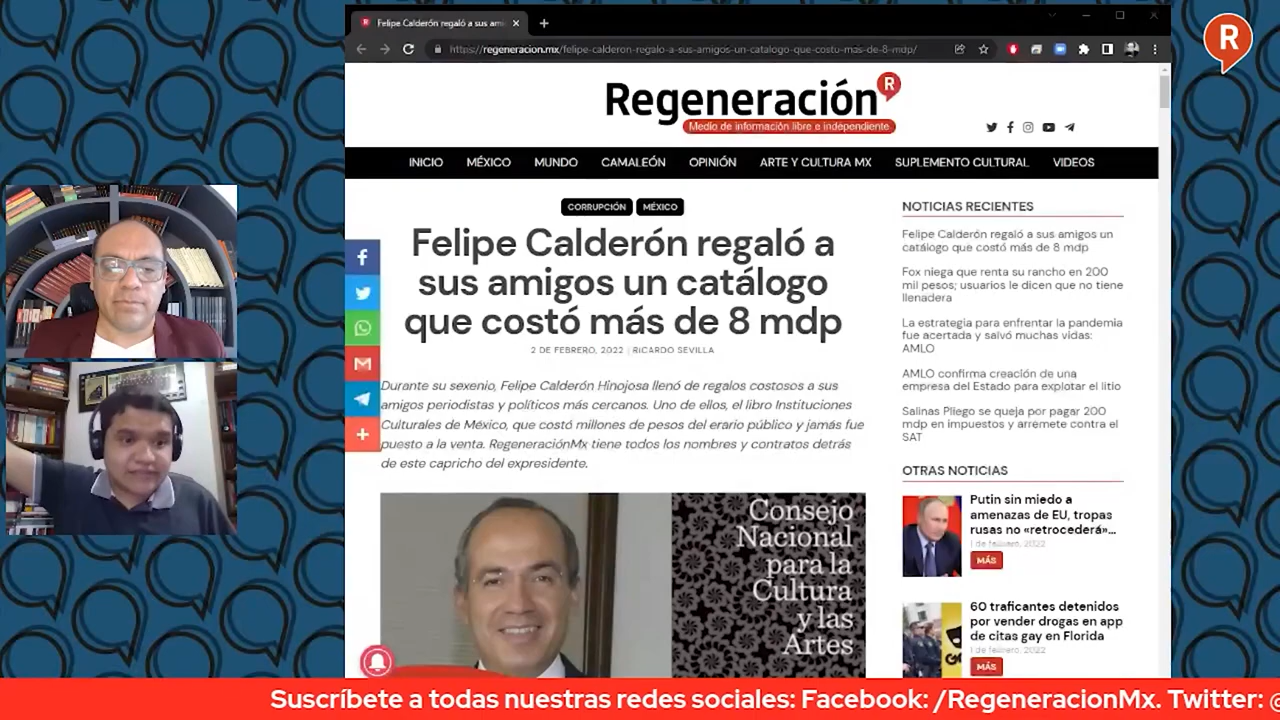 Felipe Calderón regaló a sus am
https://regeneracion.mx/felipe-calderon-regalo-a-sus-amigos-un-catalogo-que-costo-mas-de-8-mdp/
R
Regeneración
R
Medio de información libre e independiente
INICIO MÉXICO MUNDO CAMALEÓN OPINIÓN ARTE Y CULTURA MX SUPLEMENTO CULTURAL VIDEOS
CORRUPCIÓN MÉXICO
Felipe Calderón regaló a
sus amigos un catálogo
que costó más de 8 mdp
2 DE FEBRERO, 2022 | RICARDO SEVILLA
Durante su sexenio, Felipe Calderón Hinojosa llenó de regalos costosos a sus
amigos periodistas y políticos más cercanos. Uno de ellos, el libro Instituciones
Culturales de México, que costó millones de pesos del erario público y jamás fue
puesto a la venta. RegeneraciónMx tiene todos los nombres y contratos detrás
de este capricho del expresidente.
Consejo
Nacional
para la
Cultura
y las
Artes
NOTICIAS RECIENTES
Felipe Calderón regaló a sus amigos un
catálogo que costó más de 8 mdp
Fox niega que renta su rancho en 200
mil pesos; usuarios le dicen que no tiene
llenadera
La estrategia para enfrentar la pandemia
fue acertada y salvó muchas vidas:
AMLO
AMLO confirma creación de una
empresa del Estado para explotar el litio
Salinas Pliego se queja por pagar 200
mdp en impuestos y arremete contra el
SAT
OTRAS NOTICIAS
Putin sin miedo a
amenazas de EU, tropas
rusas no «retrocederá»...
1 de febrero, 2022
MÁS
60 traficantes detenidos
por vender drogas en app
de citas gay en Florida
1 de febrero, 2022
MÁS
Suscríbete a todas nuestras redes sociales: Facebook: /RegeneracionMx. Twitter: @